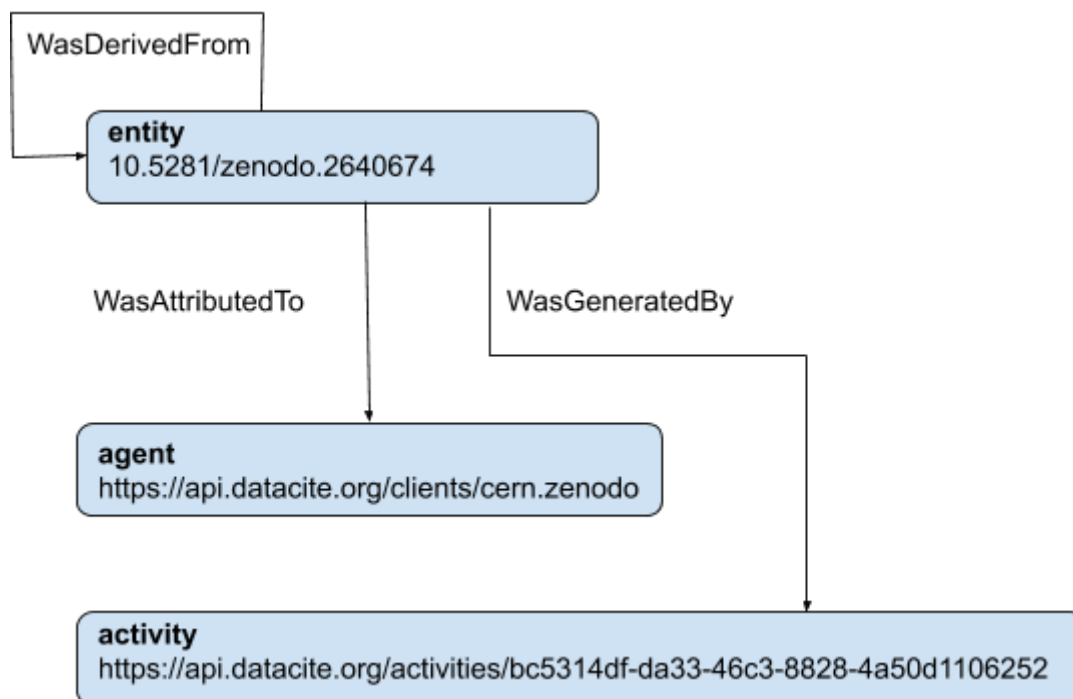 WasDerivedFrom
entity
10.5281/zenodo.2640674
WasAttributedTo
WasGeneratedBy
agent
https://api.datacite.org/clients/cern.zenodo
activity
https://api.datacite.org/activities/bc5314df-da33-46c3-8828-4a50d1106252